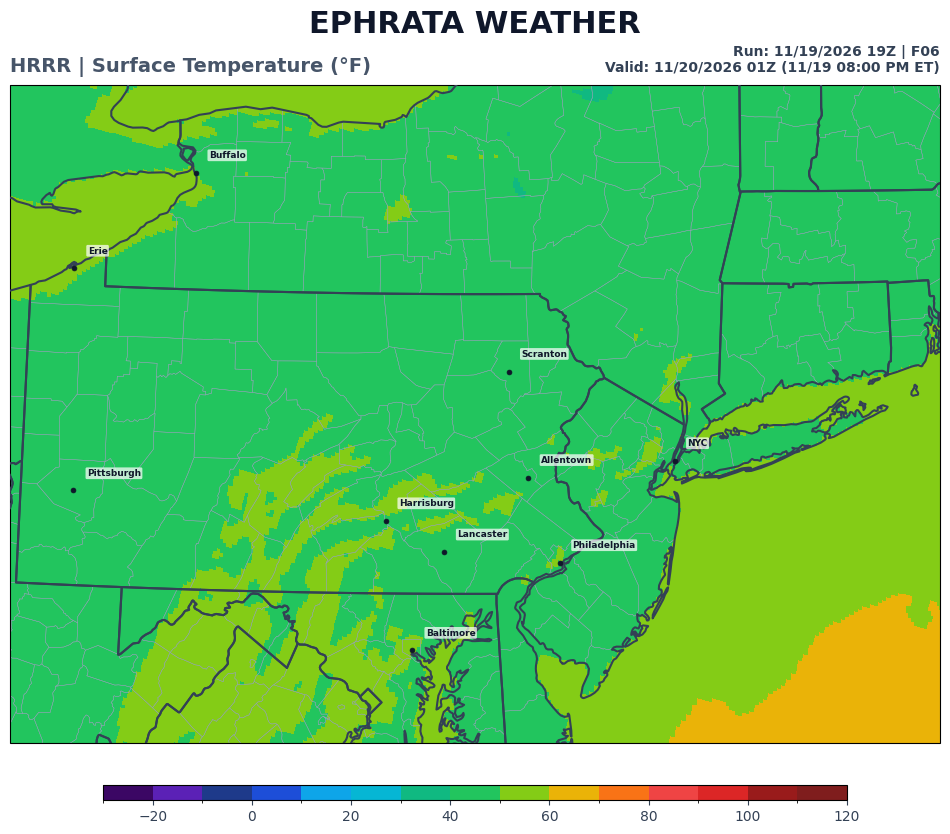 EPHRATA WEATHER
HRRR | Surface Temperature (°F)
Run: 11/19/2026 19Z | F06
Valid: 11/20/2026 01Z (11/19 08:00 PM ET)
Buffalo
Erie
Scranton
NYC
Allentown
Pittsburgh
Harrisburg
Lancaster
Philadelphia
Baltimore
−20 0 20 40 60 80 100 120